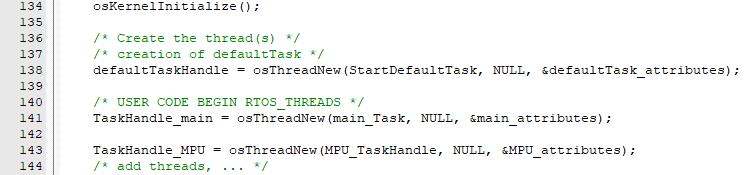 134 osKernelInitialize();
135
136 /* Create the thread(s) */
137 /* creation of defaultTask */
138 defaultTaskHandle = osThreadNew(StartDefaultTask, NULL, &defaultTask_attributes);
139
140 /* USER CODE BEGIN RTOS_THREADS */
141 TaskHandle_main = osThreadNew(main_Task, NULL, &main_attributes);
142
143 TaskHandle_MPU = osThreadNew(MPU_TaskHandle, NULL, &MPU_attributes);
144 /* add threads, ... */